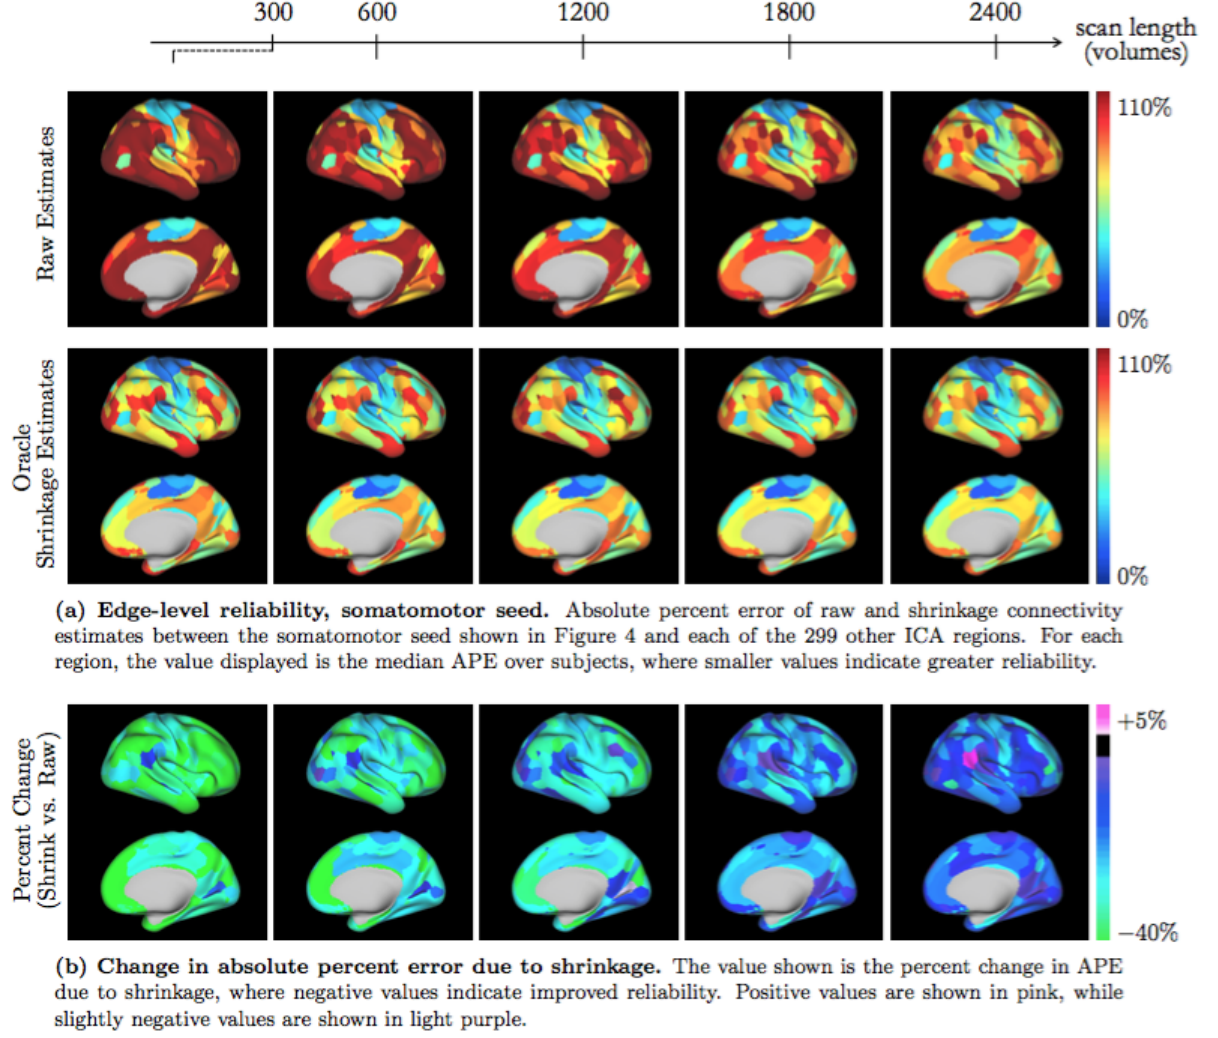 300 600 1200 1800 2400
scan length
(volumes)
Raw Estimates
110%
0%
Oracle
Shrinkage Estimates
110%
0%
(a) Edge-level reliability, somatomotor seed. Absolute percent error of raw and shrinkage connectivity
estimates between the somatomotor seed shown in Figure 4 and each of the 299 other ICA regions. For each
region, the value displayed is the median APE over subjects, where smaller values indicate greater reliability.
Percent Change
(Shrink vs. Raw)
+5%
−40%
(b) Change in absolute percent error due to shrinkage. The value shown is the percent change in APE
due to shrinkage, where negative values indicate improved reliability. Positive values are shown in pink, while
slightly negative values are shown in light purple.